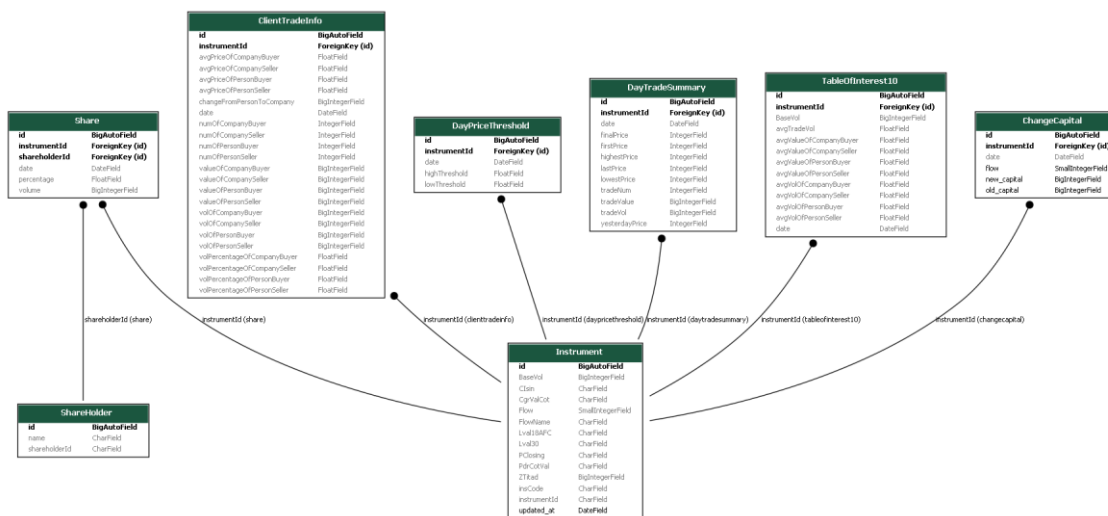 ClientTradeInfo
id BigAutoField
instrumentId ForeignKey (id)
avgPriceOfCompanyBuyer FloatField
avgPriceOfCompanySeller FloatField
avgPriceOfPersonBuyer FloatField
avgPriceOfPersonSeller FloatField
changeFromPersonToCompany BigIntegerField
date DateField
numOfCompanyBuyer IntegerField
numOfCompanySeller IntegerField
numOfPersonBuyer IntegerField
numOfPersonSeller IntegerField
valueOfCompanyBuyer BigIntegerField
valueOfCompanySeller BigIntegerField
valueOfPersonBuyer BigIntegerField
valueOfPersonSeller BigIntegerField
volOfCompanyBuyer BigIntegerField
volOfCompanySeller BigIntegerField
volOfPersonBuyer BigIntegerField
volOfPersonSeller BigIntegerField
volPercentageOfCompanyBuyer FloatField
volPercentageOfCompanySeller FloatField
volPercentageOfPersonBuyer FloatField
volPercentageOfPersonSeller FloatField
Share
id BigAutoField
instrumentId ForeignKey (id)
shareholderId ForeignKey (id)
date DateField
percentage FloatField
volume BigIntegerField
DayPriceThreshold
id BigAutoField
instrumentId ForeignKey (id)
date DateField
highThreshold FloatField
lowThreshold FloatField
DayTradeSummary
id BigAutoField
instrumentId ForeignKey (id)
date DateField
finalPrice IntegerField
firstPrice IntegerField
highestPrice IntegerField
lastPrice IntegerField
lowestPrice IntegerField
tradeNum IntegerField
tradeValue BigIntegerField
tradeVol BigIntegerField
yesterdayPrice IntegerField
TableOfInterest10
id BigAutoField
instrumentId ForeignKey (id)
BaseVol BigIntegerField
avgTradeVol FloatField
avgValueOfCompanyBuyer FloatField
avgValueOfCompanySeller FloatField
avgValueOfPersonBuyer FloatField
avgValueOfPersonSeller FloatField
avgVolOfCompanyBuyer FloatField
avgVolOfCompanySeller FloatField
avgVolOfPersonBuyer FloatField
avgVolOfPersonSeller FloatField
date DateField
ChangeCapital
id BigAutoField
instrumentId ForeignKey (id)
date DateField
flow SmallIntegerField
new_capital BigIntegerField
old_capital BigIntegerField
shareholderId (share)
instrumentId (share)
instrumentId (clienttradeinfo)
instrumentId (daypricethreshold)
instrumentId (daytradesummary)
instrumentId (tableofinterest10)
instrumentId (changecapital)
ShareHolder
id BigAutoField
name CharField
shareholderId CharField
Instrument
id BigAutoField
BaseVol BigIntegerField
CIsin CharField
CgrValCot CharField
Flow SmallIntegerField
FlowName CharField
Lval18AFC CharField
Lval30 CharField
PClosing CharField
PdrCotVal CharField
ZTitad BigIntegerField
insCode CharField
instrumentId CharField
updated_at DateField